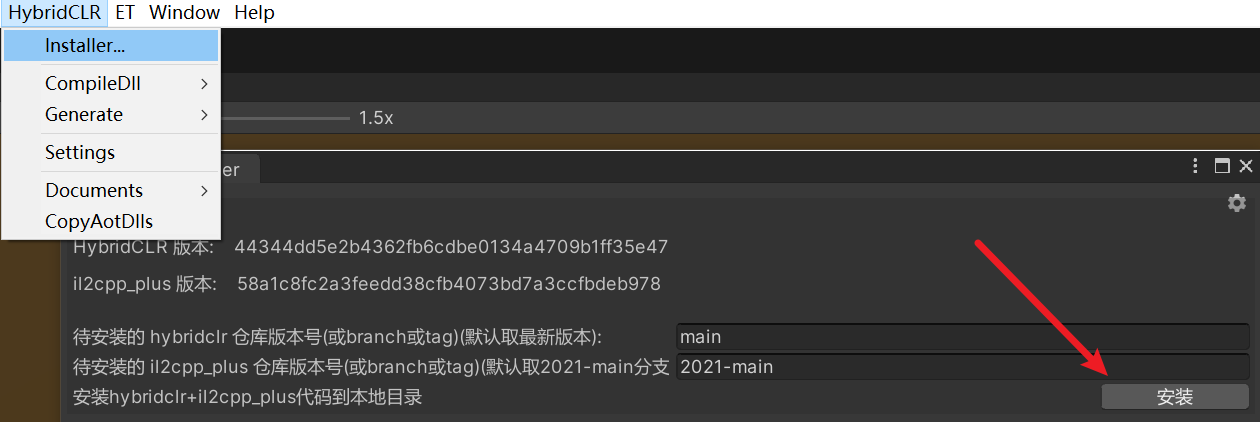 HybridCLR ET Window Help
Installer...
CompileDll
Generate
1.5x
Settings
er
Documents
CopyAotDlls
HybridCLR 版本: 44344dd5e2b4362fb6cdbe0134a4709b1ff35e47
il2cpp_plus 版本: 58a1c8fc2a3feedd38cfb4073bd7a3ccfbdeb978
待安装的 hybridclr 仓库版本号(或branch或tag)(默认取最新版本): main
待安装的 il2cpp_plus 仓库版本号(或branch或tag)(默认取2021-main分支 2021-main
安装hybridclr+il2cpp_plus代码到本地目录 安装